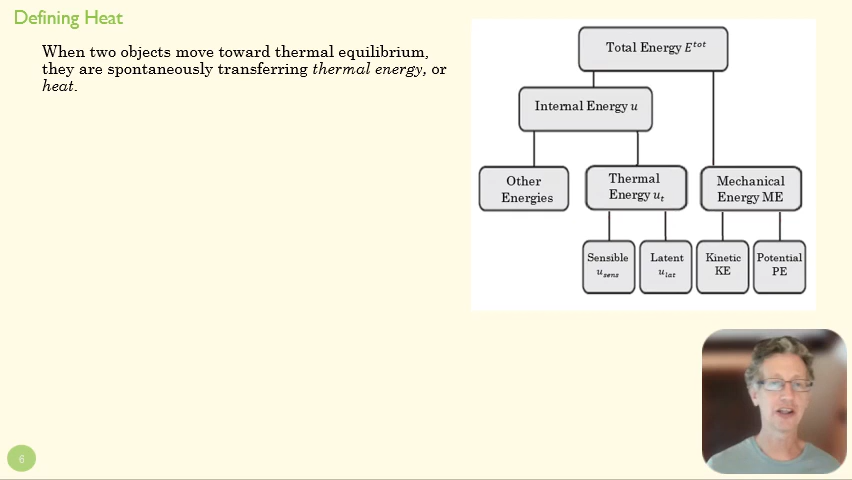 Defining Heat
When two objects move toward thermal equilibrium,
they are spontaneously transferring thermal energy, or
heat.
Total Energy E^tot
Internal Energy u
Other
Energies
Thermal
Energy u_t
Mechanical
Energy ME
Sensible
u_sens
Latent
u_lat
Kinetic
KE
Potential
PE
6